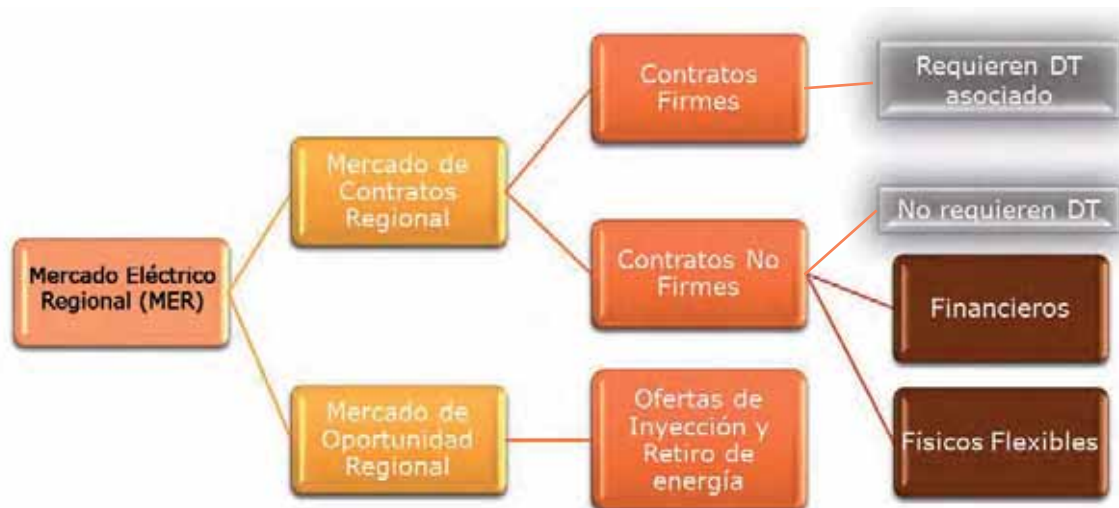 Mercado Eléctrico
Regional (MER)
Mercado de
Contratos
Regional
Mercado de
Oportunidad
Regional
Contratos
Firmes
Contratos No
Firmes
Ofertas de
Inyección y
Retiro de
energía
Requieren DT
asociado
No requieren DT
Financieros
Físicos Flexibles